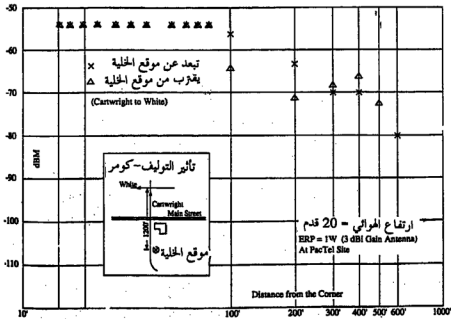 -50
-60
-70
-80
-90
-100
-110
dBM
× تبعد عن موقع الخلية
△ يقترب من موقع الخلية
(Cartwright to White)
تأثير التوليف-كومر
White
Cartwright
Main Street
1200'
موقع الخلية
ارتفاع الهوائي = 20 قدم
ERP = 1W (3 dBi Gain Antenna)
At PacTel Site
Distance from the Corner
10' 100' 200' 300' 400' 500' 600' 1000'